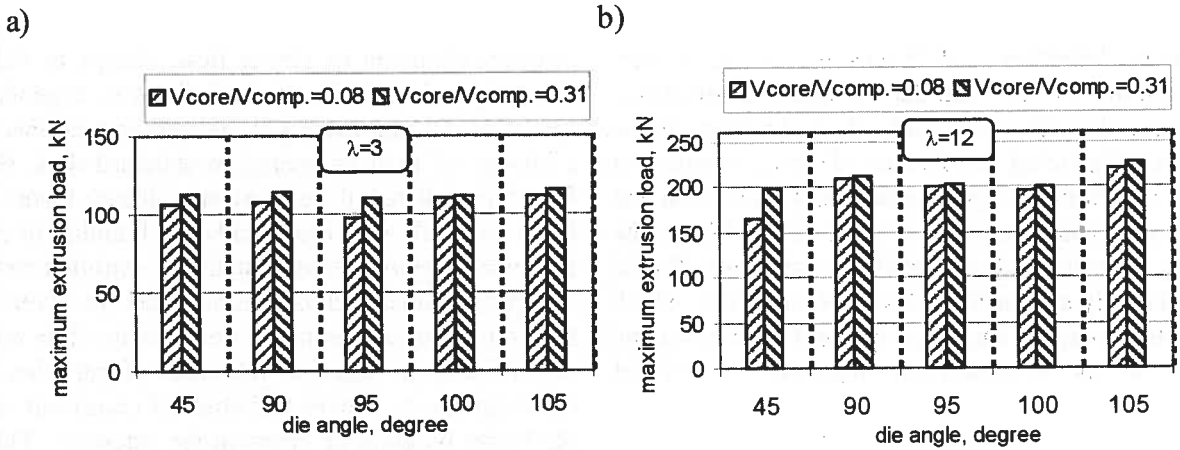 a)
Vcore/Vcomp.=0.08 Vcore/Vcomp.=0.31
λ=3
maximum extrusion load, kN
150
100
50
0
45 90 95 100 105
die angle, degree
b)
Vcore/Vcomp.=0.08 Vcore/Vcomp.=0.31
λ=12
maximum extrusion load, kN
250
200
150
100
50
0
45 90 95 100 105
die angle, degree